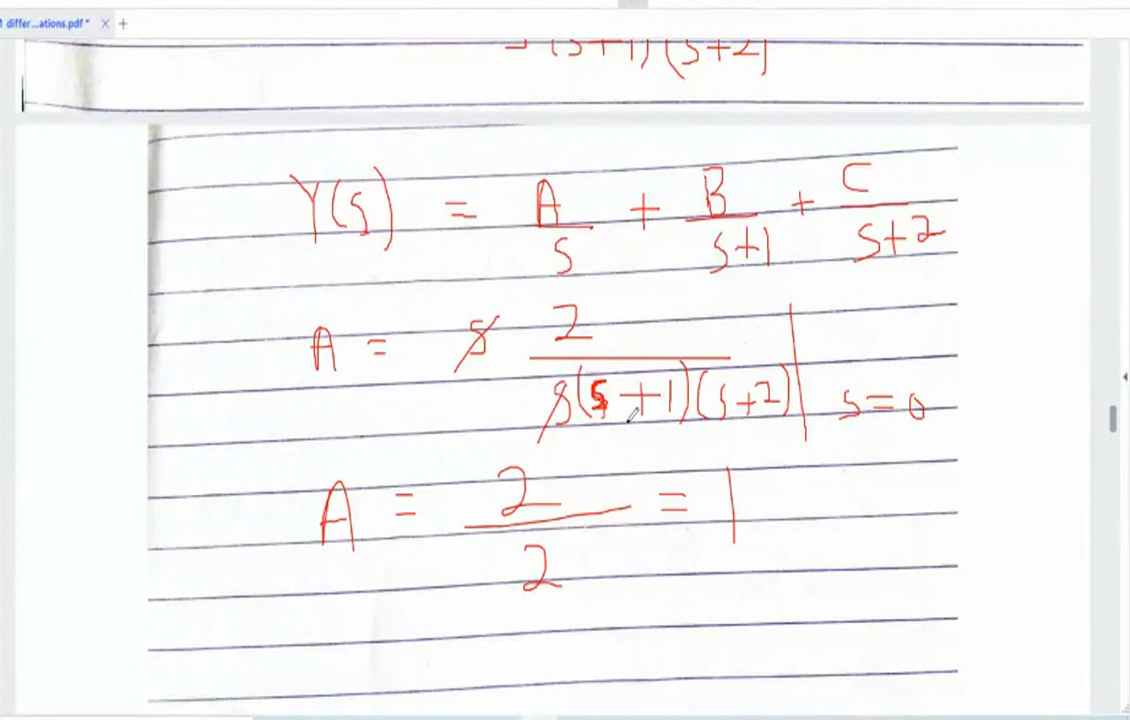 differ...ations.pdf* × +
(s+1)(s+2)
Y(s) = A/s + B/(s+1) + C/(s+2)
A = s 2/(s(s+1)(s+2)) | s=0
A = 2/2 = 1